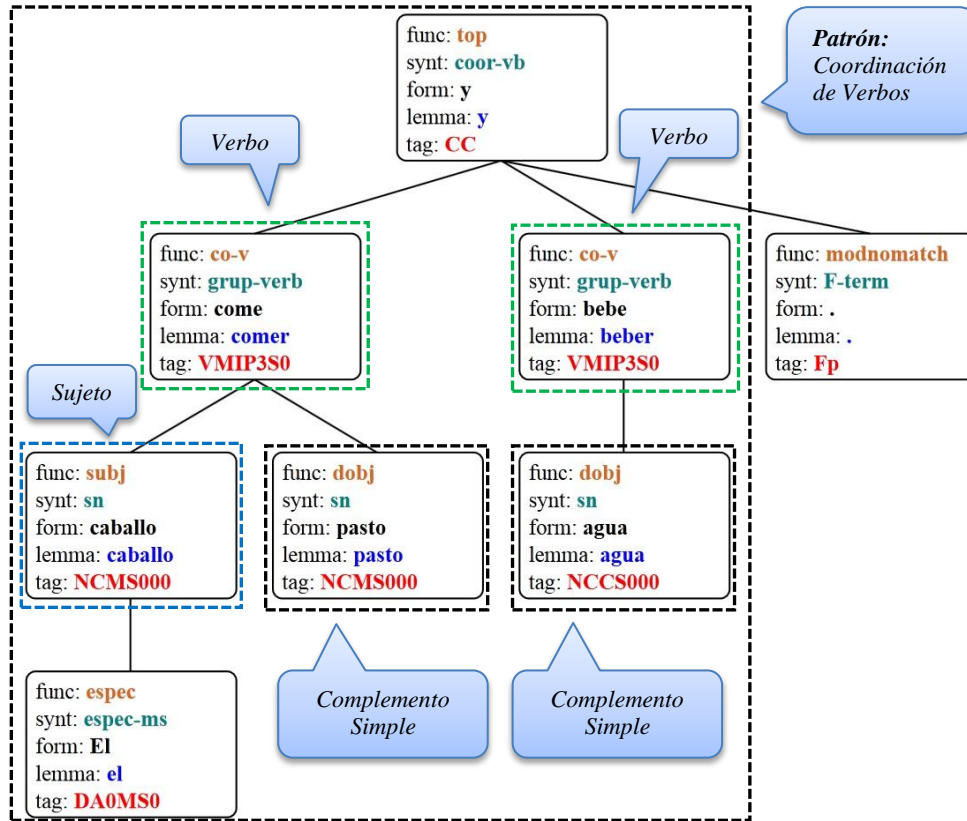 func: top
synt: coor-vb
form: y
lemma: y
tag: CC
Patrón:
Coordinación
de Verbos
Verbo
Verbo
func: co-v
synt: grup-verb
form: come
lemma: comer
tag: VMIP3S0
func: co-v
synt: grup-verb
form: bebe
lemma: beber
tag: VMIP3S0
func: modnomatch
synt: F-term
form: .
lemma: .
tag: Fp
Sujeto
func: subj
synt: sn
form: caballo
lemma: caballo
tag: NCMS000
func: dobj
synt: sn
form: pasto
lemma: pasto
tag: NCMS000
func: dobj
synt: sn
form: agua
lemma: agua
tag: NCCS000
func: espec
synt: espec-ms
form: El
lemma: el
tag: DA0MS0
Complemento
Simple
Complemento
Simple